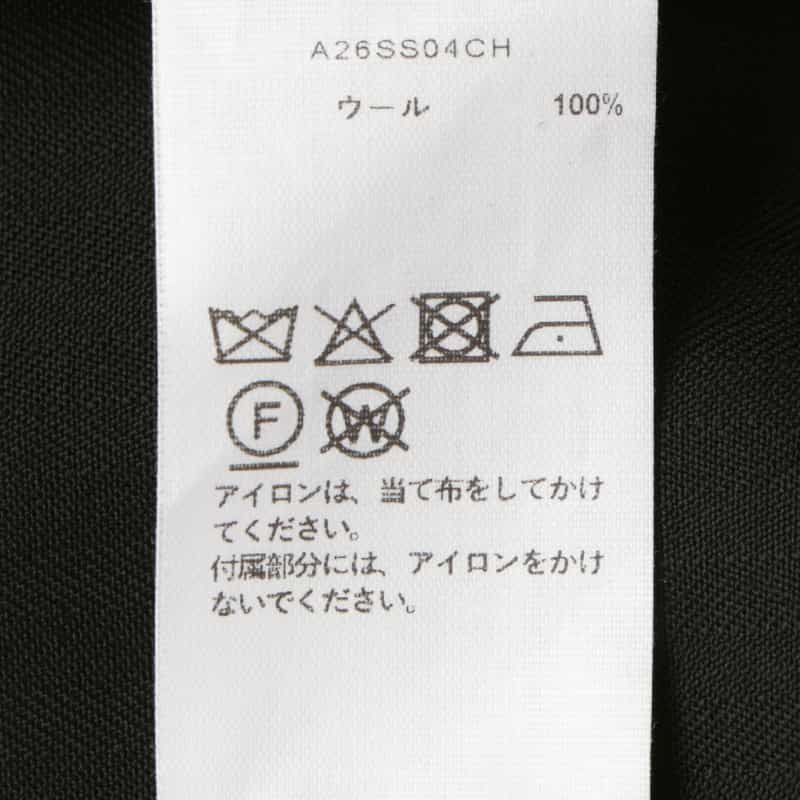 A26SS04CH
ウール 100%
F
W
アイロンは、当て布をしてかけ
てください。
付属部分には、アイロンをかけ
ないでください。